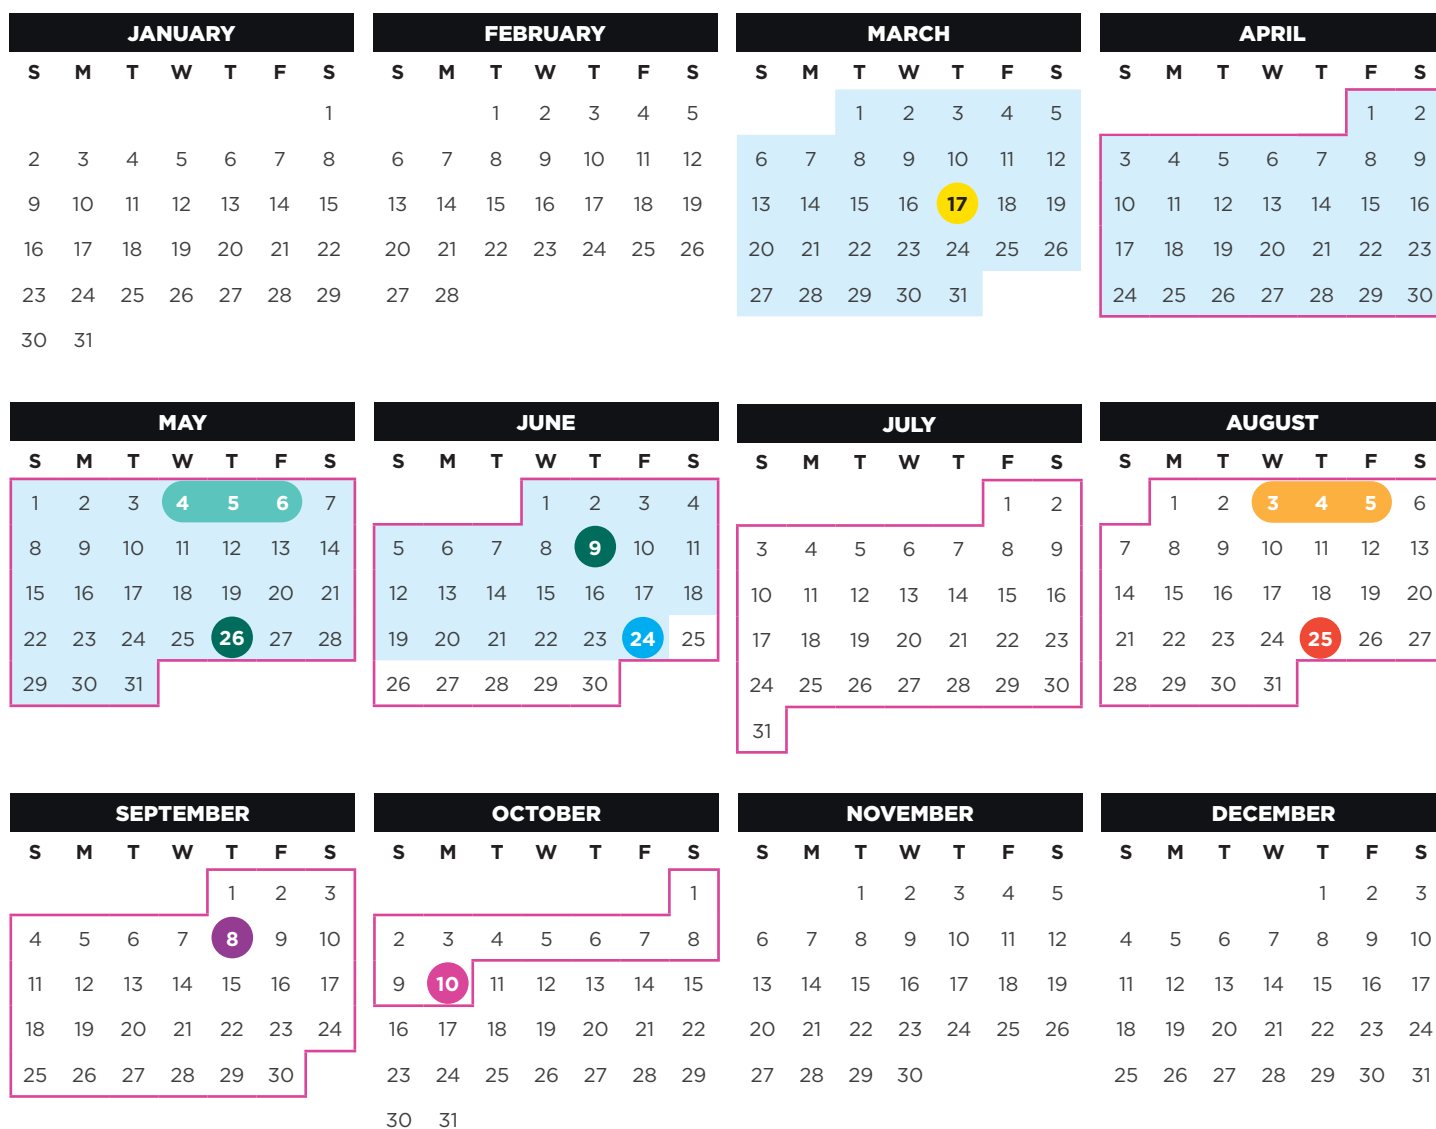 JANUARY FEBRUARY MARCH APRIL
S M T W T F S S M T W T F S S M T W T F S S M T W T F S
1 1 2 3 4 5 1 2 3 4 5 1 2
2 3 4 5 6 7 8 6 7 8 9 10 11 12 6 7 8 9 10 11 12 3 4 5 6 7 8 9
9 10 11 12 13 14 15 13 14 15 16 17 18 19 13 14 15 16 17 18 19 10 11 12 13 14 15 16
16 17 18 19 20 21 22 20 21 22 23 24 25 26 20 21 22 23 24 25 26 17 18 19 20 21 22 23
23 24 25 26 27 28 29 27 28 27 28 29 30 31 24 25 26 27 28 29 30
30 31
MAY JUNE JULY AUGUST
S M T W T F S S M T W T F S S M T W T F S S M T W T F S
1 2 3 4 5 6 7 1 2 3 4 1 2 1 2 3 4 5 6
8 9 10 11 12 13 14 5 6 7 8 9 10 11 3 4 5 6 7 8 9 7 8 9 10 11 12 13
15 16 17 18 19 20 21 12 13 14 15 16 17 18 10 11 12 13 14 15 16 14 15 16 17 18 19 20
22 23 24 25 26 27 28 19 20 21 22 23 24 25 17 18 19 20 21 22 23 21 22 23 24 25 26 27
29 30 31 26 27 28 29 30 24 25 26 27 28 29 30 28 29 30 31
31
SEPTEMBER OCTOBER NOVEMBER DECEMBER
S M T W T F S S M T W T F S S M T W T F S S M T W T F S
1 2 3 1 1 2 3 4 5 1 2 3
4 5 6 7 8 9 10 2 3 4 5 6 7 8 6 7 8 9 10 11 12 4 5 6 7 8 9 10
11 12 13 14 15 16 17 9 10 11 12 13 14 15 13 14 15 16 17 18 19 11 12 13 14 15 16 17
18 19 20 21 22 23 24 16 17 18 19 20 21 22 20 21 22 23 24 25 26 18 19 20 21 22 23 24
25 26 27 28 29 30 23 24 25 26 27 28 29 27 28 29 30 25 26 27 28 29 30 31
30 31